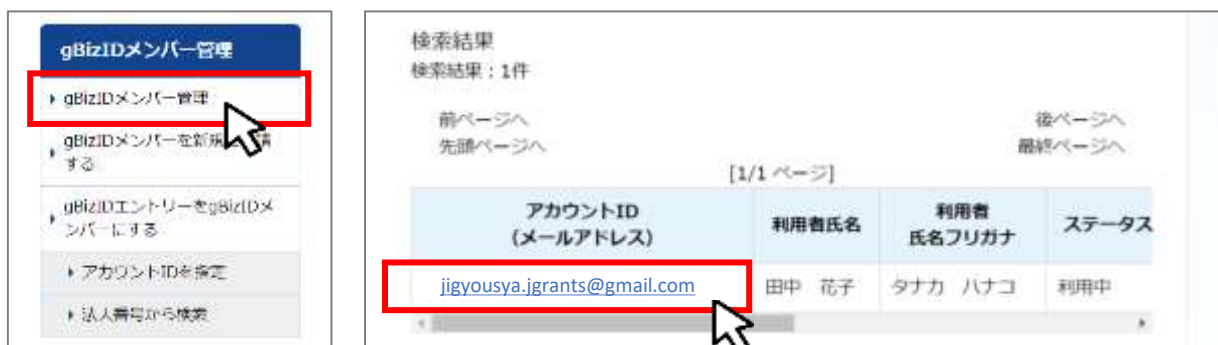 gBizIDメンバー管理
gBizIDメンバー管理
gBizIDメンバーを新規
する
gBizIDエントリーをgBizIDメ
ンバーにする
アカウントIDを指定
法人番号から検索
検索結果
検索結果：1件
前ページへ 後ページへ
先頭ページへ 最終ページへ
[1/1 ページ]
アカウントID
(メールアドレス)
利用者氏名
利用者
氏名フリガナ
ステータス
jigyousya.jgrants@gmail.com 田中 花子 タナカ ハナコ 利用中